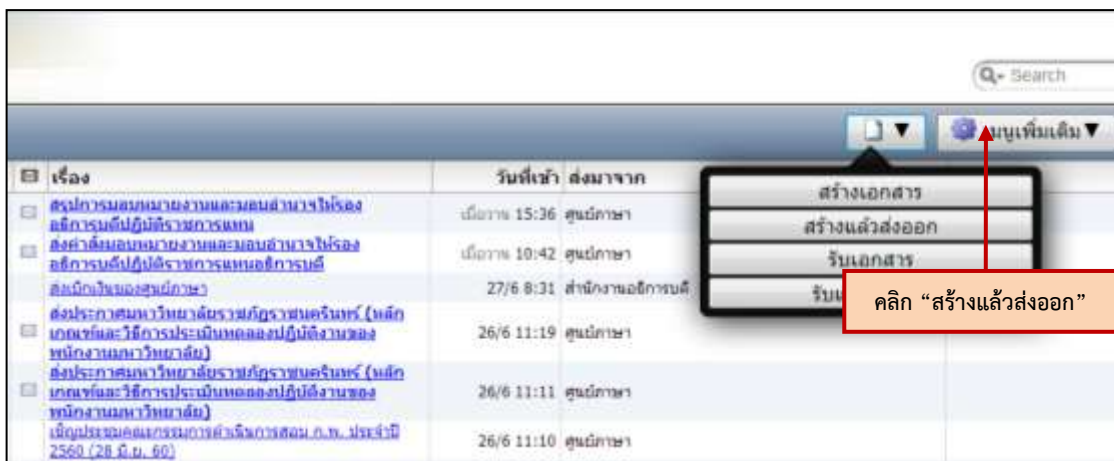 Search
เมนูเพิ่มเติม ▼
เรื่อง วันที่เข้า ส่งมาจาก
สรุปการมอบหมายงานและมอบอำนาจให้รอง
อธิการบดีปฏิบัติราชการแทน
เมื่อวาน 15:36 ศูนย์ภาษา
ส่งคำสั่งมอบหมายงานและมอบอำนาจให้รอง
อธิการบดีปฏิบัติราชการแทนอธิการบดี
เมื่อวาน 10:42 ศูนย์ภาษา
ส่งเบิกเงินของศูนย์ภาษา 27/6 8:31 สำนักงานอธิการบดี
ส่งประกาศมหาวิทยาลัยราชภัฏราชนครินทร์ (หลัก
เกณฑ์และวิธีการประเมินทดลองปฏิบัติงานของ
พนักงานมหาวิทยาลัย)
26/6 11:19 ศูนย์ภาษา
ส่งประกาศมหาวิทยาลัยราชภัฏราชนครินทร์ (หลัก
เกณฑ์และวิธีการประเมินทดลองปฏิบัติงานของ
พนักงานมหาวิทยาลัย)
26/6 11:11 ศูนย์ภาษา
เชิญประชุมคณะกรรมการดำเนินการสอบ ก.พ. ประจำปี
2560 (28 มิ.ย. 60)
26/6 11:10 ศูนย์ภาษา
สร้างเอกสาร
สร้างแล้วส่งออก
รับเอกสาร
คลิก “สร้างแล้วส่งออก”